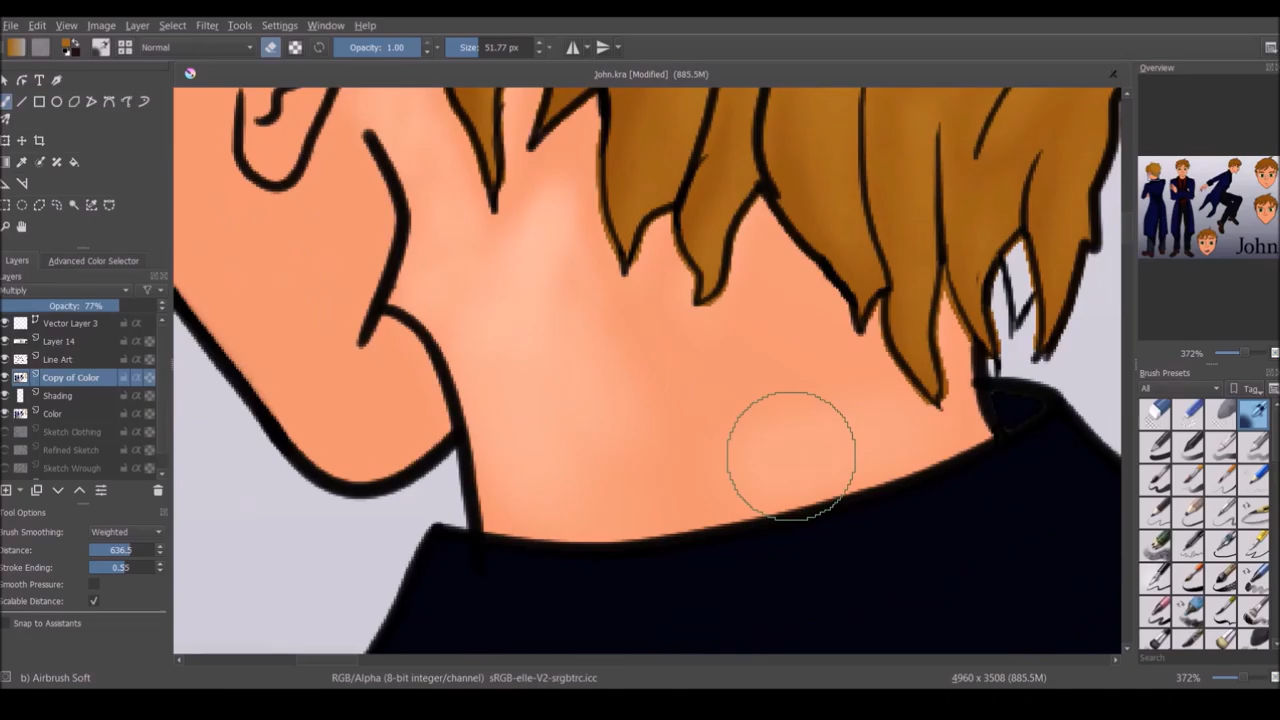 File Edit View Image Layer Select Filter Tools Settings Window Help
Normal Opacity: 1.00 Size: 51.77 px
John.kra [Modified] (885.5M)
Overview
John
372%
Brush Presets
All Tag
Search
Layers Advanced Color Selector
Layers
Multiply
Opacity: 77%
Vector Layer 3
Layer 14
Line Art
Copy of Color
Shading
Color
Sketch Clothing
Refined Sketch
Sketch Wrough
Tool Options
Brush Smoothing: Weighted
Distance: 636.5
Stroke Ending: 0.55
Smooth Pressure:
Scalable Distance:
Snap to Assistants
b) Airbrush Soft RGB/Alpha (8-bit integer/channel) sRGB-elle-V2-srgbtrc.icc 4960 x 3508 (885.5M) 372%